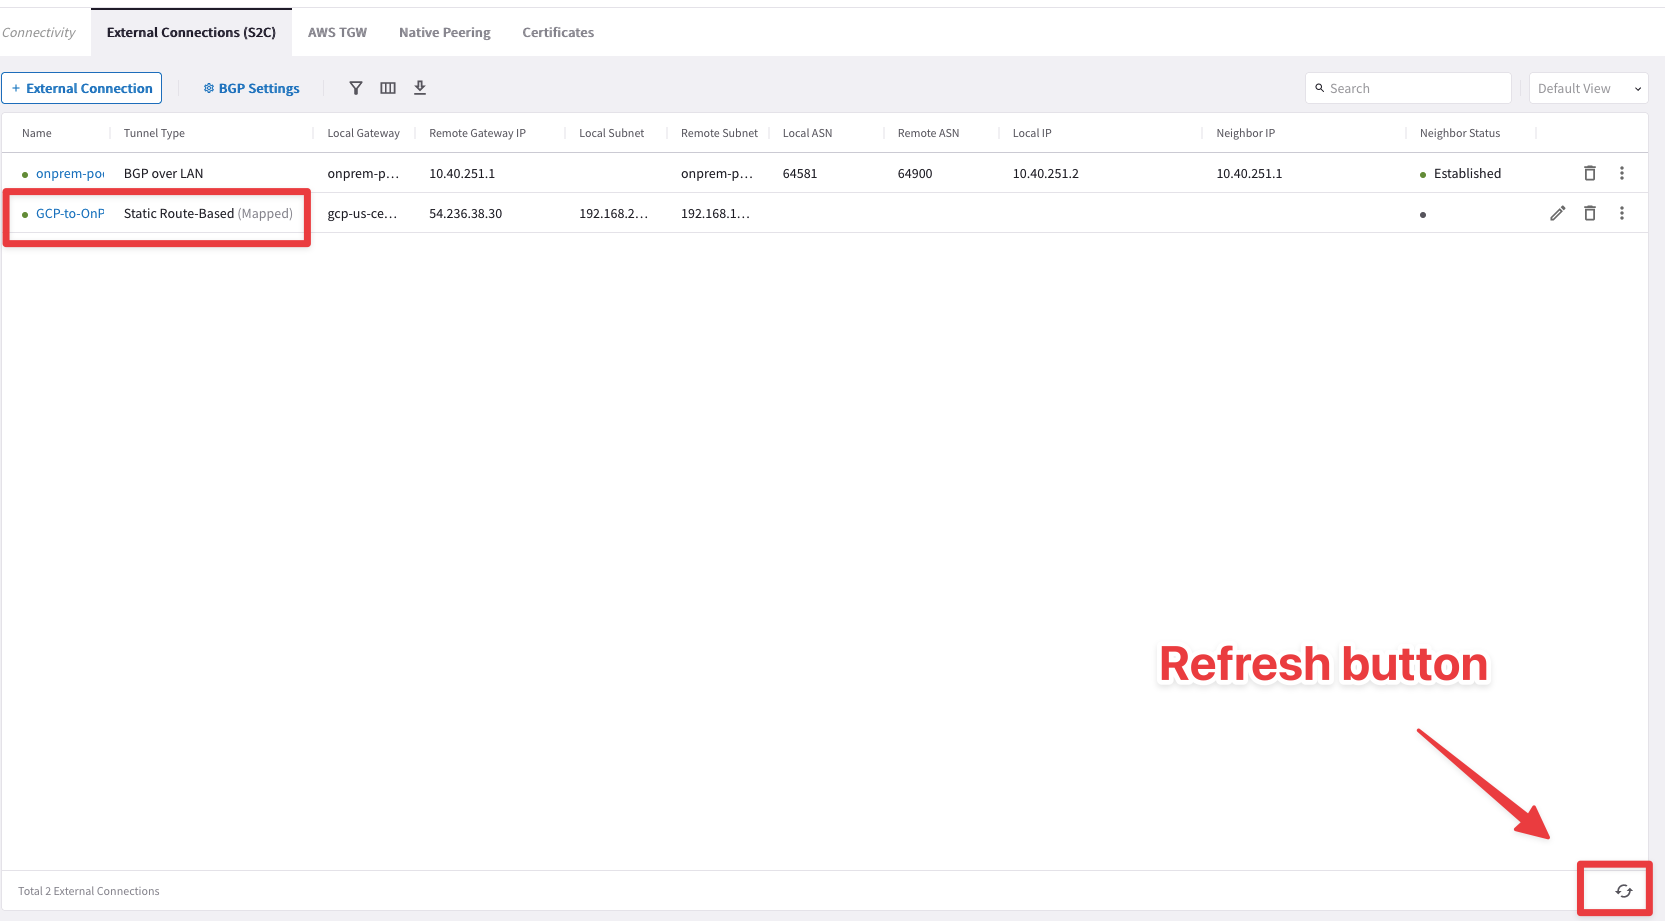 Connectivity External Connections (S2C) AWS TGW Native Peering Certificates
+ External Connection BGP Settings Search Default View
Name Tunnel Type Local Gateway Remote Gateway IP Local Subnet Remote Subnet Local ASN Remote ASN Local IP Neighbor IP Neighbor Status
onprem-poc BGP over LAN onprem-p... 10.40.251.1 onprem-p... 64581 64900 10.40.251.2 10.40.251.1 Established
GCP-to-OnP Static Route-Based (Mapped) gcp-us-ce... 54.236.38.30 192.168.2... 192.168.1...
Refresh button
Total 2 External Connections